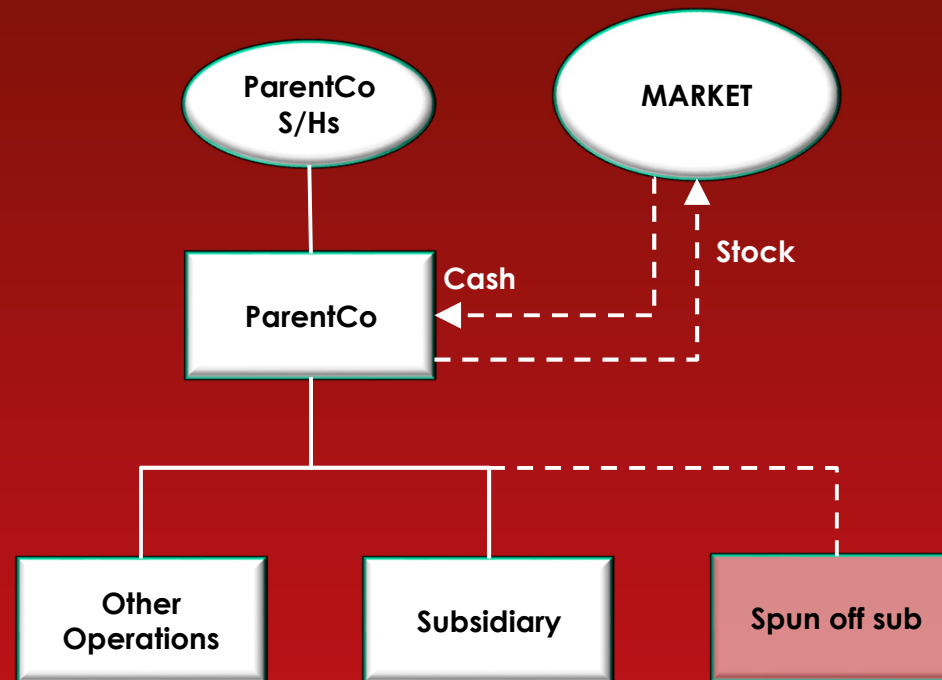 ParentCo
S/Hs
MARKET
Stock
Cash
ParentCo
Other
Operations
Subsidiary
Spun off sub